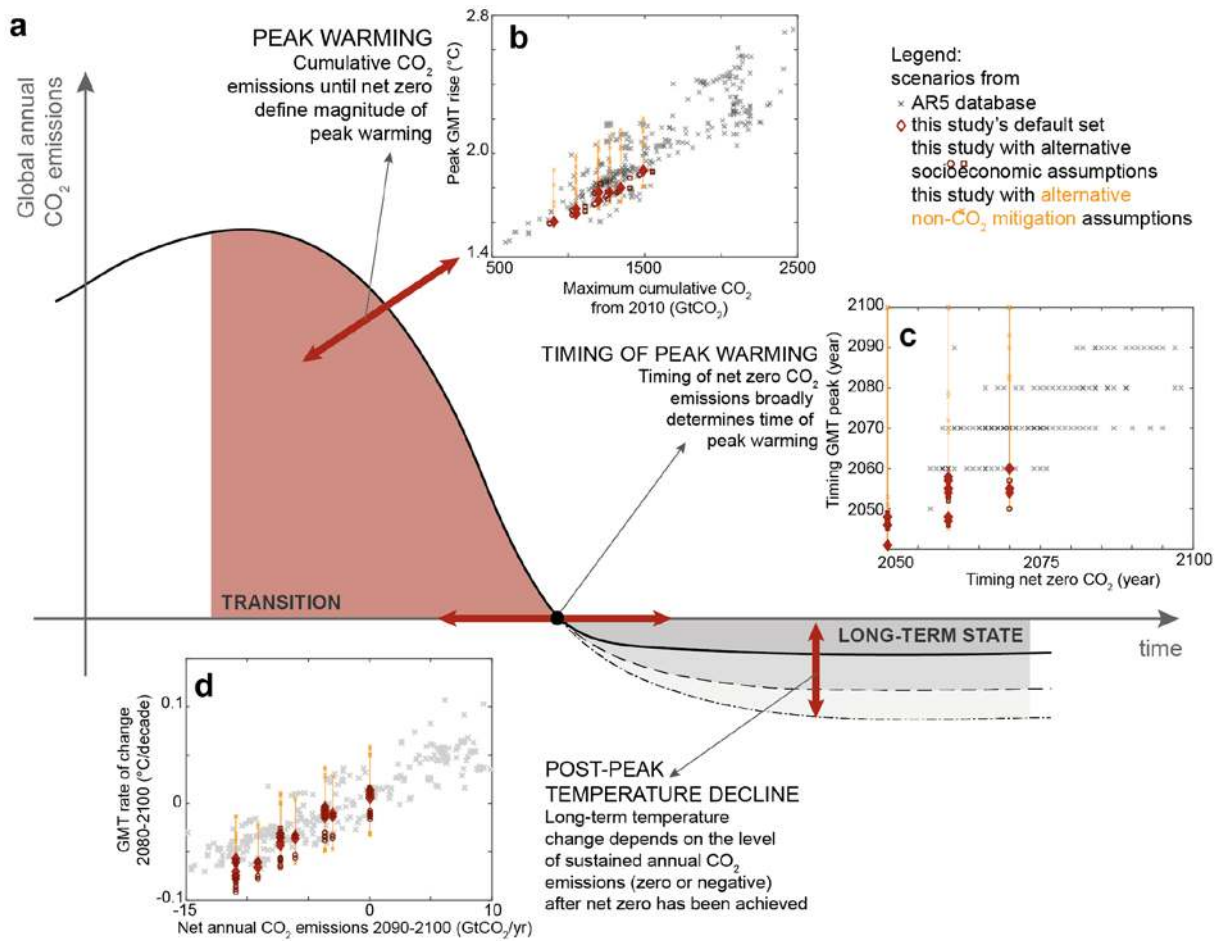 a
PEAK WARMING
Cumulative CO2
emissions until net zero
define magnitude of
peak warming
Global annual
CO2 emissions
b
2.8
2.0
1.4
Peak GMT rise (°C)
500
1500
2500
Maximum cumulative CO2
from 2010 (GtCO2)
Legend:
scenarios from
AR5 database
this study's default set
this study with alternative
socioeconomic assumptions
this study with alternative
non-CO2 mitigation assumptions
TIMING OF PEAK WARMING
Timing of net zero CO2
emissions broadly
determines time of
peak warming
c
2100
2090
2080
2070
2060
2050
Timing GMT peak (year)
2050
2075
2100
Timing net zero CO2 (year)
TRANSITION
LONG-TERM STATE
time
d
0.1
0
-0.1
GMT rate of change
2080-2100 (°C/decade)
-15
0
10
Net annual CO2 emissions 2090-2100 (GtCO2/yr)
POST-PEAK
TEMPERATURE DECLINE
Long-term temperature
change depends on the level
of sustained annual CO2
emissions (zero or negative)
after net zero has been achieved